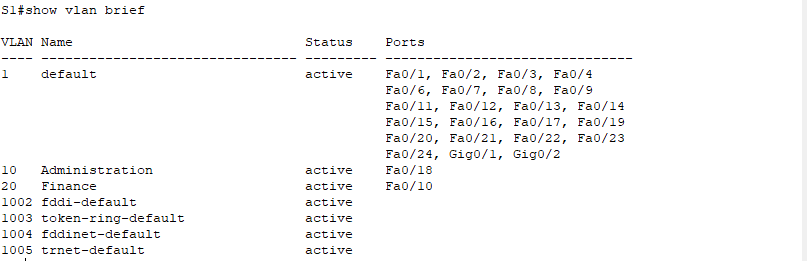 S1#show vlan brief
VLAN Name                             Status    Ports
---- -------------------------------- --------- -------------------------------
1    default                          active    Fa0/1, Fa0/2, Fa0/3, Fa0/4
                                                Fa0/6, Fa0/7, Fa0/8, Fa0/9
                                                Fa0/11, Fa0/12, Fa0/13, Fa0/14
                                                Fa0/15, Fa0/16, Fa0/17, Fa0/19
                                                Fa0/20, Fa0/21, Fa0/22, Fa0/23
                                                Fa0/24, Gig0/1, Gig0/2
10   Administration                   active    Fa0/18
20   Finance                          active    Fa0/10
1002 fddi-default                     active
1003 token-ring-default               active
1004 fddinet-default                  active
1005 trnet-default                    active